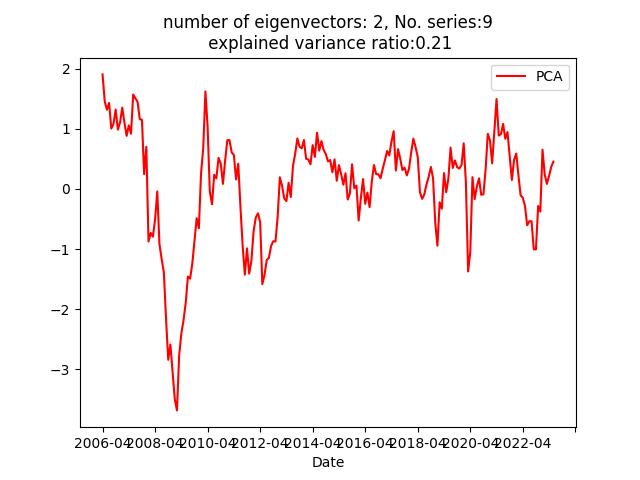 number of eigenvectors: 2, No. series:9
explained variance ratio:0.21
PCA
2
1
0
−1
−2
−3
2006-04 2008-04 2010-04 2012-04 2014-04 2016-04 2018-04 2020-04 2022-04
Date